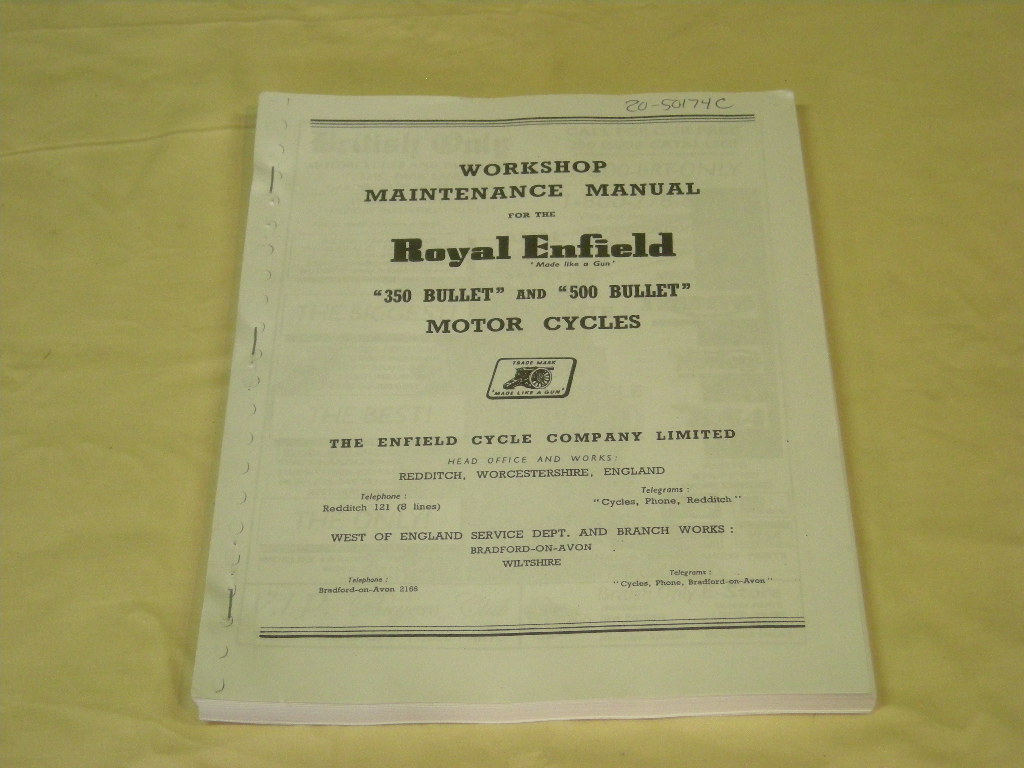 20-50174C
WORKSHOP
MAINTENANCE MANUAL
FOR THE
Royal Enfield
'Made like a Gun'
"350 BULLET" AND "500 BULLET"
MOTOR CYCLES
TRADE MARK
'MADE LIKE A GUN'
THE ENFIELD CYCLE COMPANY LIMITED
HEAD OFFICE AND WORKS:
REDDITCH, WORCESTERSHIRE, ENGLAND
Telephone :
Redditch 121 (8 lines)
Telegrams :
"Cycles, Phone, Redditch"
WEST OF ENGLAND SERVICE DEPT. AND BRANCH WORKS :
BRADFORD-ON-AVON
WILTSHIRE
Telephone :
Bradford-on-Avon 3166
Telegrams :
"Cycles, Phone, Bradford-on-Avon"